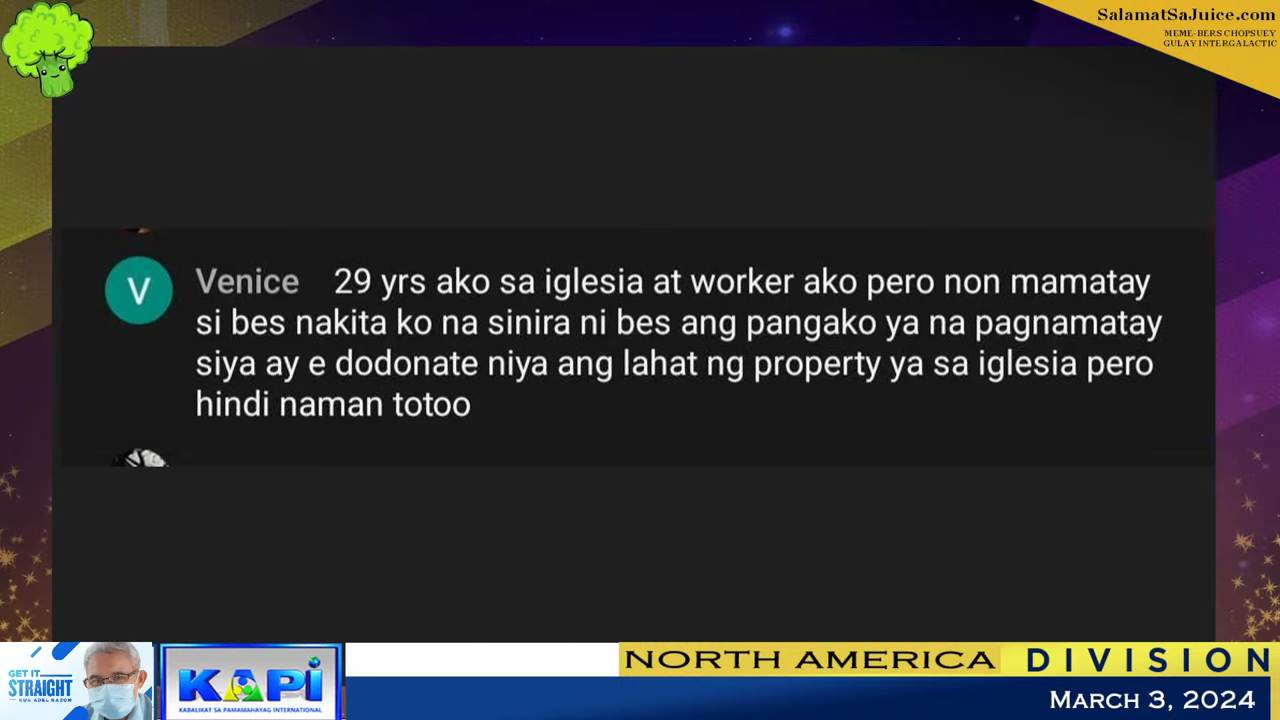 SalamatSaJuice.com
MEME-BERS CHOPSUEY
GULAY INTERGALACTIC
V
Venice 29 yrs ako sa iglesia at worker ako pero non mamatay
si bes nakita ko na sinira ni bes ang pangako ya na pagnamatay
siya ay e dodonate niya ang lahat ng property ya sa iglesia pero
hindi naman totoo
GET IT
STRAIGHT
KUYA ADEL RAZON
KAPI
KABALIKAT SA PAMAMAHAYAG INTERNATIONAL
NORTH AMERICA DIVISION
MARCH 3, 2024